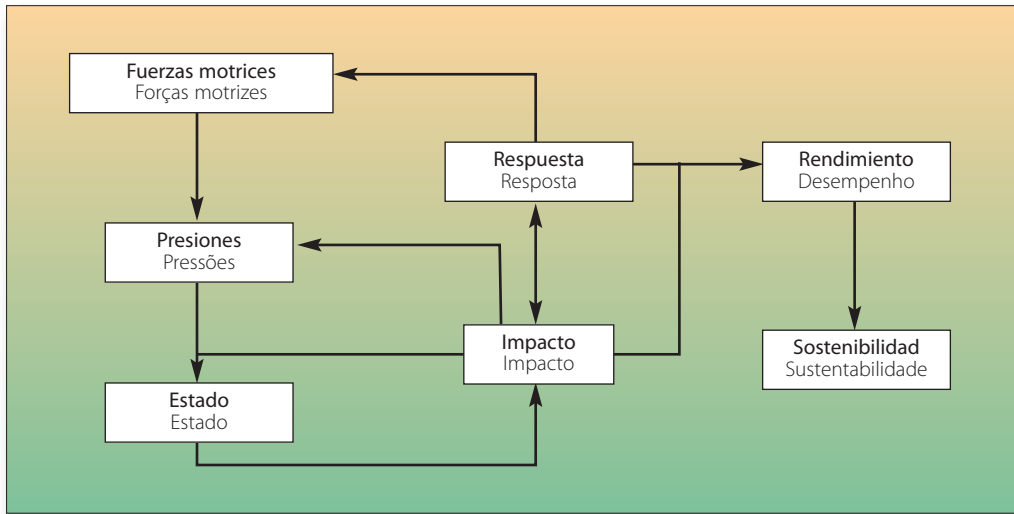 Fuerzas motrices
Forças motrizes
Respuesta
Resposta
Rendimiento
Desempenho
Presiones
Pressões
Impacto
Impacto
Sostenibilidad
Sustentabilidade
Estado
Estado